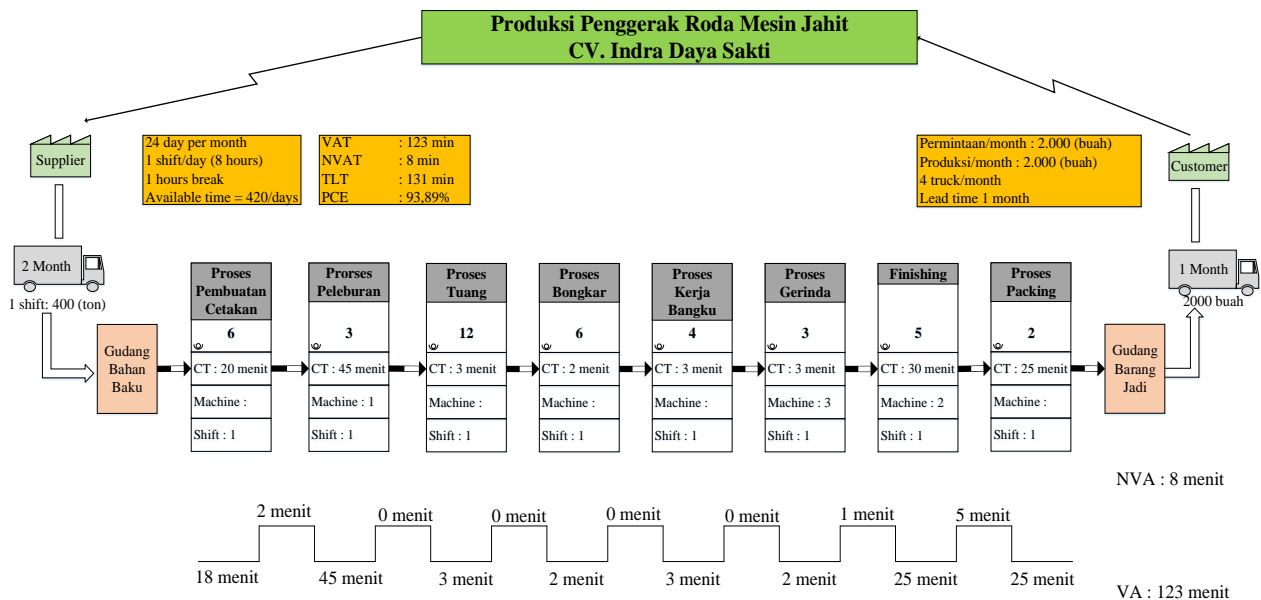 Produksi Penggerak Roda Mesin Jahit
CV. Indra Daya Sakti
Supplier
24 day per month
1 shift/day (8 hours)
1 hours break
Available time = 420/days
VAT : 123 min
NVAT : 8 min
TLT : 131 min
PCE : 93,89%
Permintaan/month : 2.000 (buah)
Produksi/month : 2.000 (buah)
4 truck/month
Lead time 1 month
Customer
2 Month
1 shift: 400 (ton)
1 Month
2000 buah
Gudang
Bahan
Baku
Proses
Pembuatan
Cetakan
6
CT : 20 menit
Machine :
Shift : 1
Prorses
Peleburan
3
CT : 45 menit
Machine : 1
Shift : 1
Proses
Tuang
12
CT : 3 menit
Machine :
Shift : 1
Proses
Bongkar
6
CT : 2 menit
Machine :
Shift : 1
Proses
Kerja
Bangku
4
CT : 3 menit
Machine :
Shift : 1
Proses
Gerinda
3
CT : 3 menit
Machine : 3
Shift : 1
Finishing
5
CT : 30 menit
Machine : 2
Shift : 1
Proses
Packing
2
CT : 25 menit
Machine :
Shift : 1
Gudang
Barang
Jadi
NVA : 8 menit
2 menit
0 menit
0 menit
0 menit
0 menit
1 menit
5 menit
18 menit
45 menit
3 menit
2 menit
3 menit
2 menit
25 menit
25 menit
VA : 123 menit